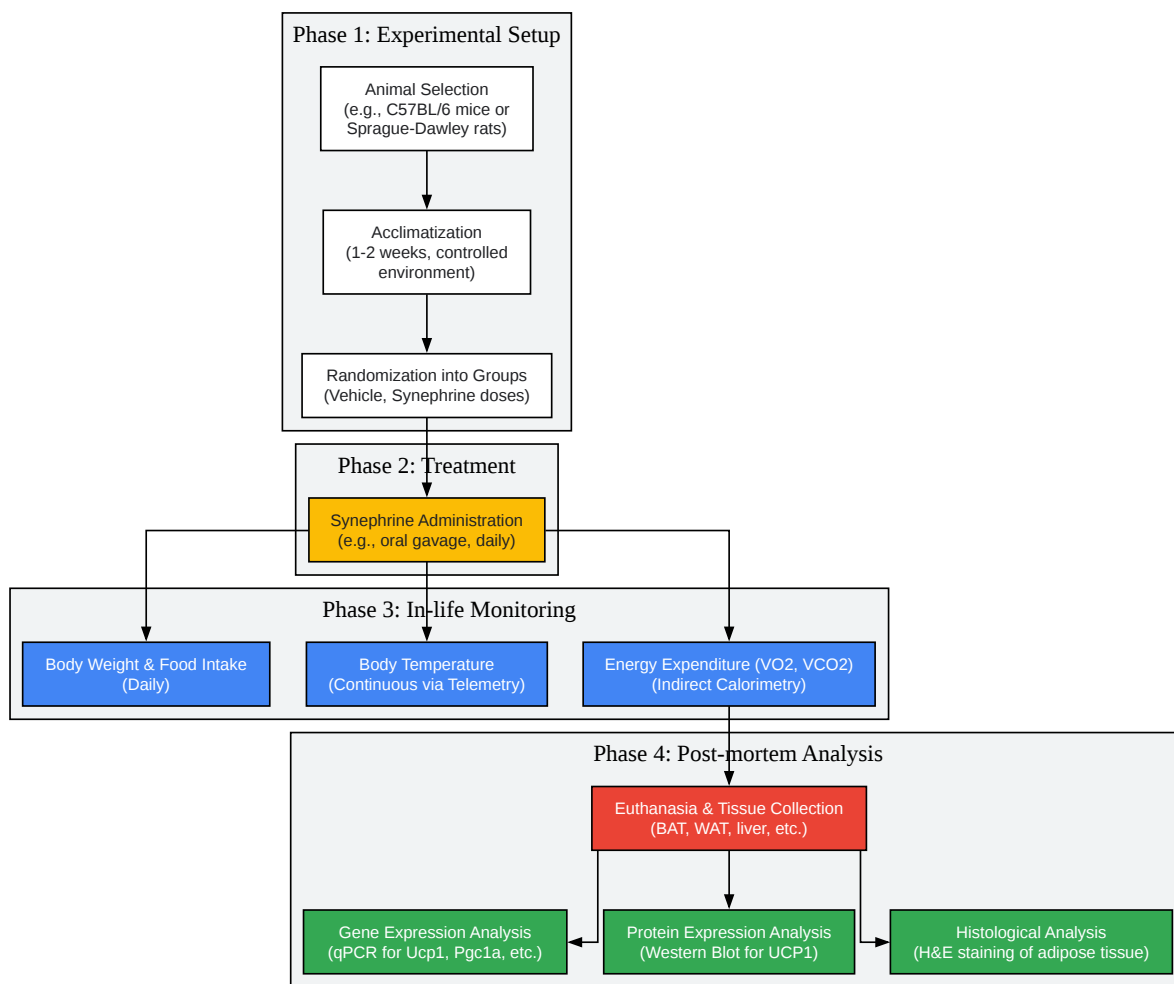 Phase 1: Experimental Setup
Animal Selection
(e.g., C57BL/6 mice or
Sprague-Dawley rats)
Acclimatization
(1-2 weeks, controlled
environment)
Randomization into Groups
(Vehicle, Synephrine doses)
Phase 2: Treatment
Synephrine Administration
(e.g., oral gavage, daily)
Phase 3: In-life Monitoring
Body Weight & Food Intake
(Daily)
Body Temperature
(Continuous via Telemetry)
Energy Expenditure (VO2, VCO2)
(Indirect Calorimetry)
Phase 4: Post-mortem Analysis
Euthanasia & Tissue Collection
(BAT, WAT, liver, etc.)
Gene Expression Analysis
(qPCR for Ucp1, Pgc1a, etc.)
Protein Expression Analysis
(Western Blot for UCP1)
Histological Analysis
(H&E staining of adipose tissue)